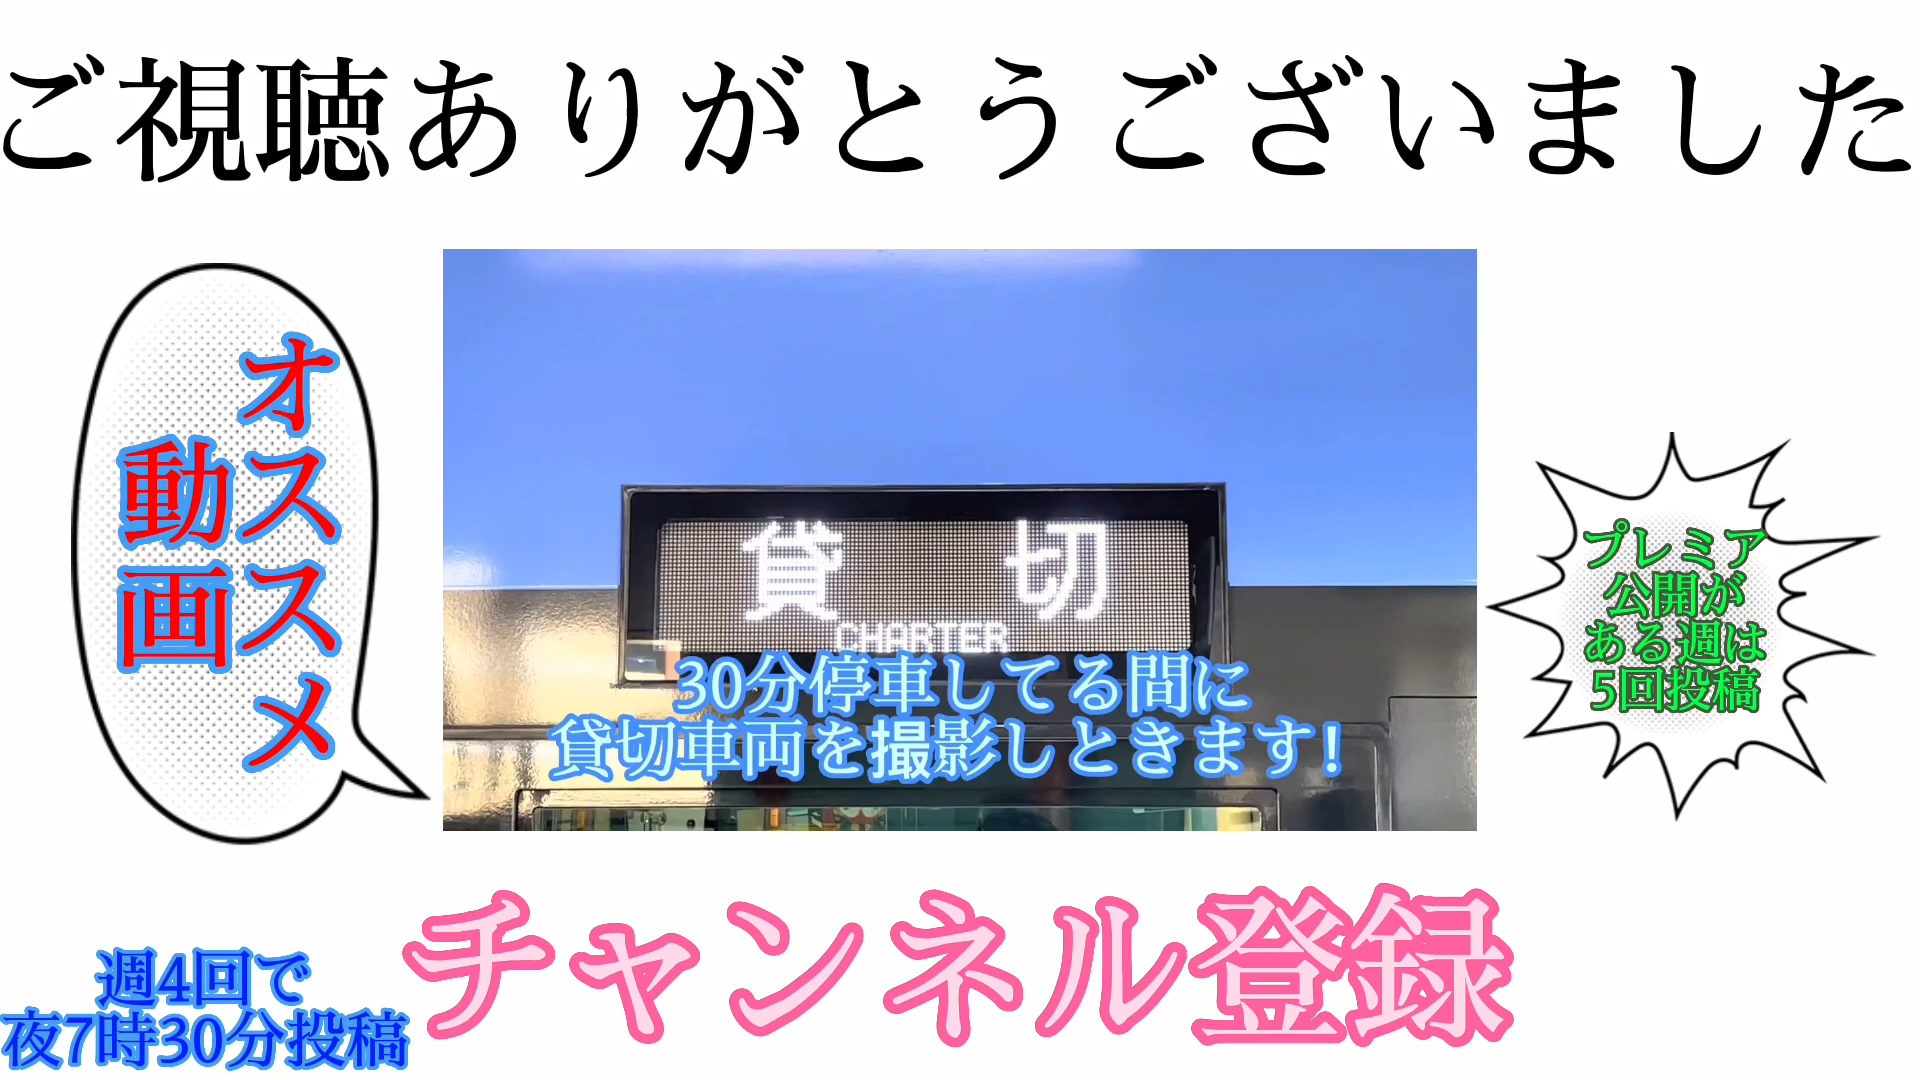 ご視聴ありがとうございました
オススメ
動画
貸切
CHARTER
30分停車してる間に
貸切車両を撮影しときます!
プレミア
公開が
ある週は
5回投稿
チャンネル登録
週4回で
夜7時30分投稿